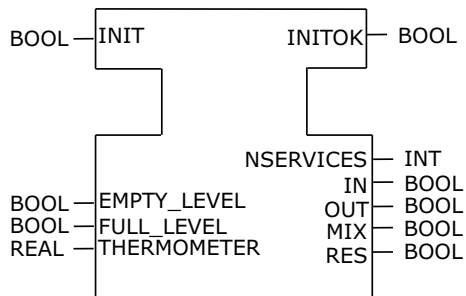 BOOL INIT INITOK BOOL
NSERVICES INT
IN BOOL
BOOL EMPTY_LEVEL OUT BOOL
BOOL FULL_LEVEL MIX BOOL
REAL THERMOMETER RES BOOL